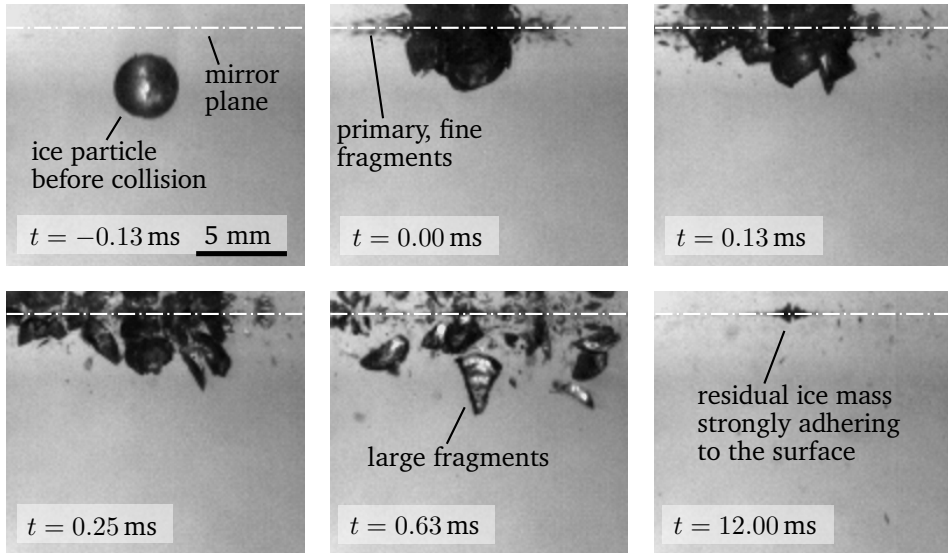 mirror
plane
ice particle
before collision
t = −0.13 ms
5 mm
primary, fine
fragments
t = 0.00 ms
t = 0.13 ms
t = 0.25 ms
large fragments
t = 0.63 ms
residual ice mass
strongly adhering
to the surface
t = 12.00 ms